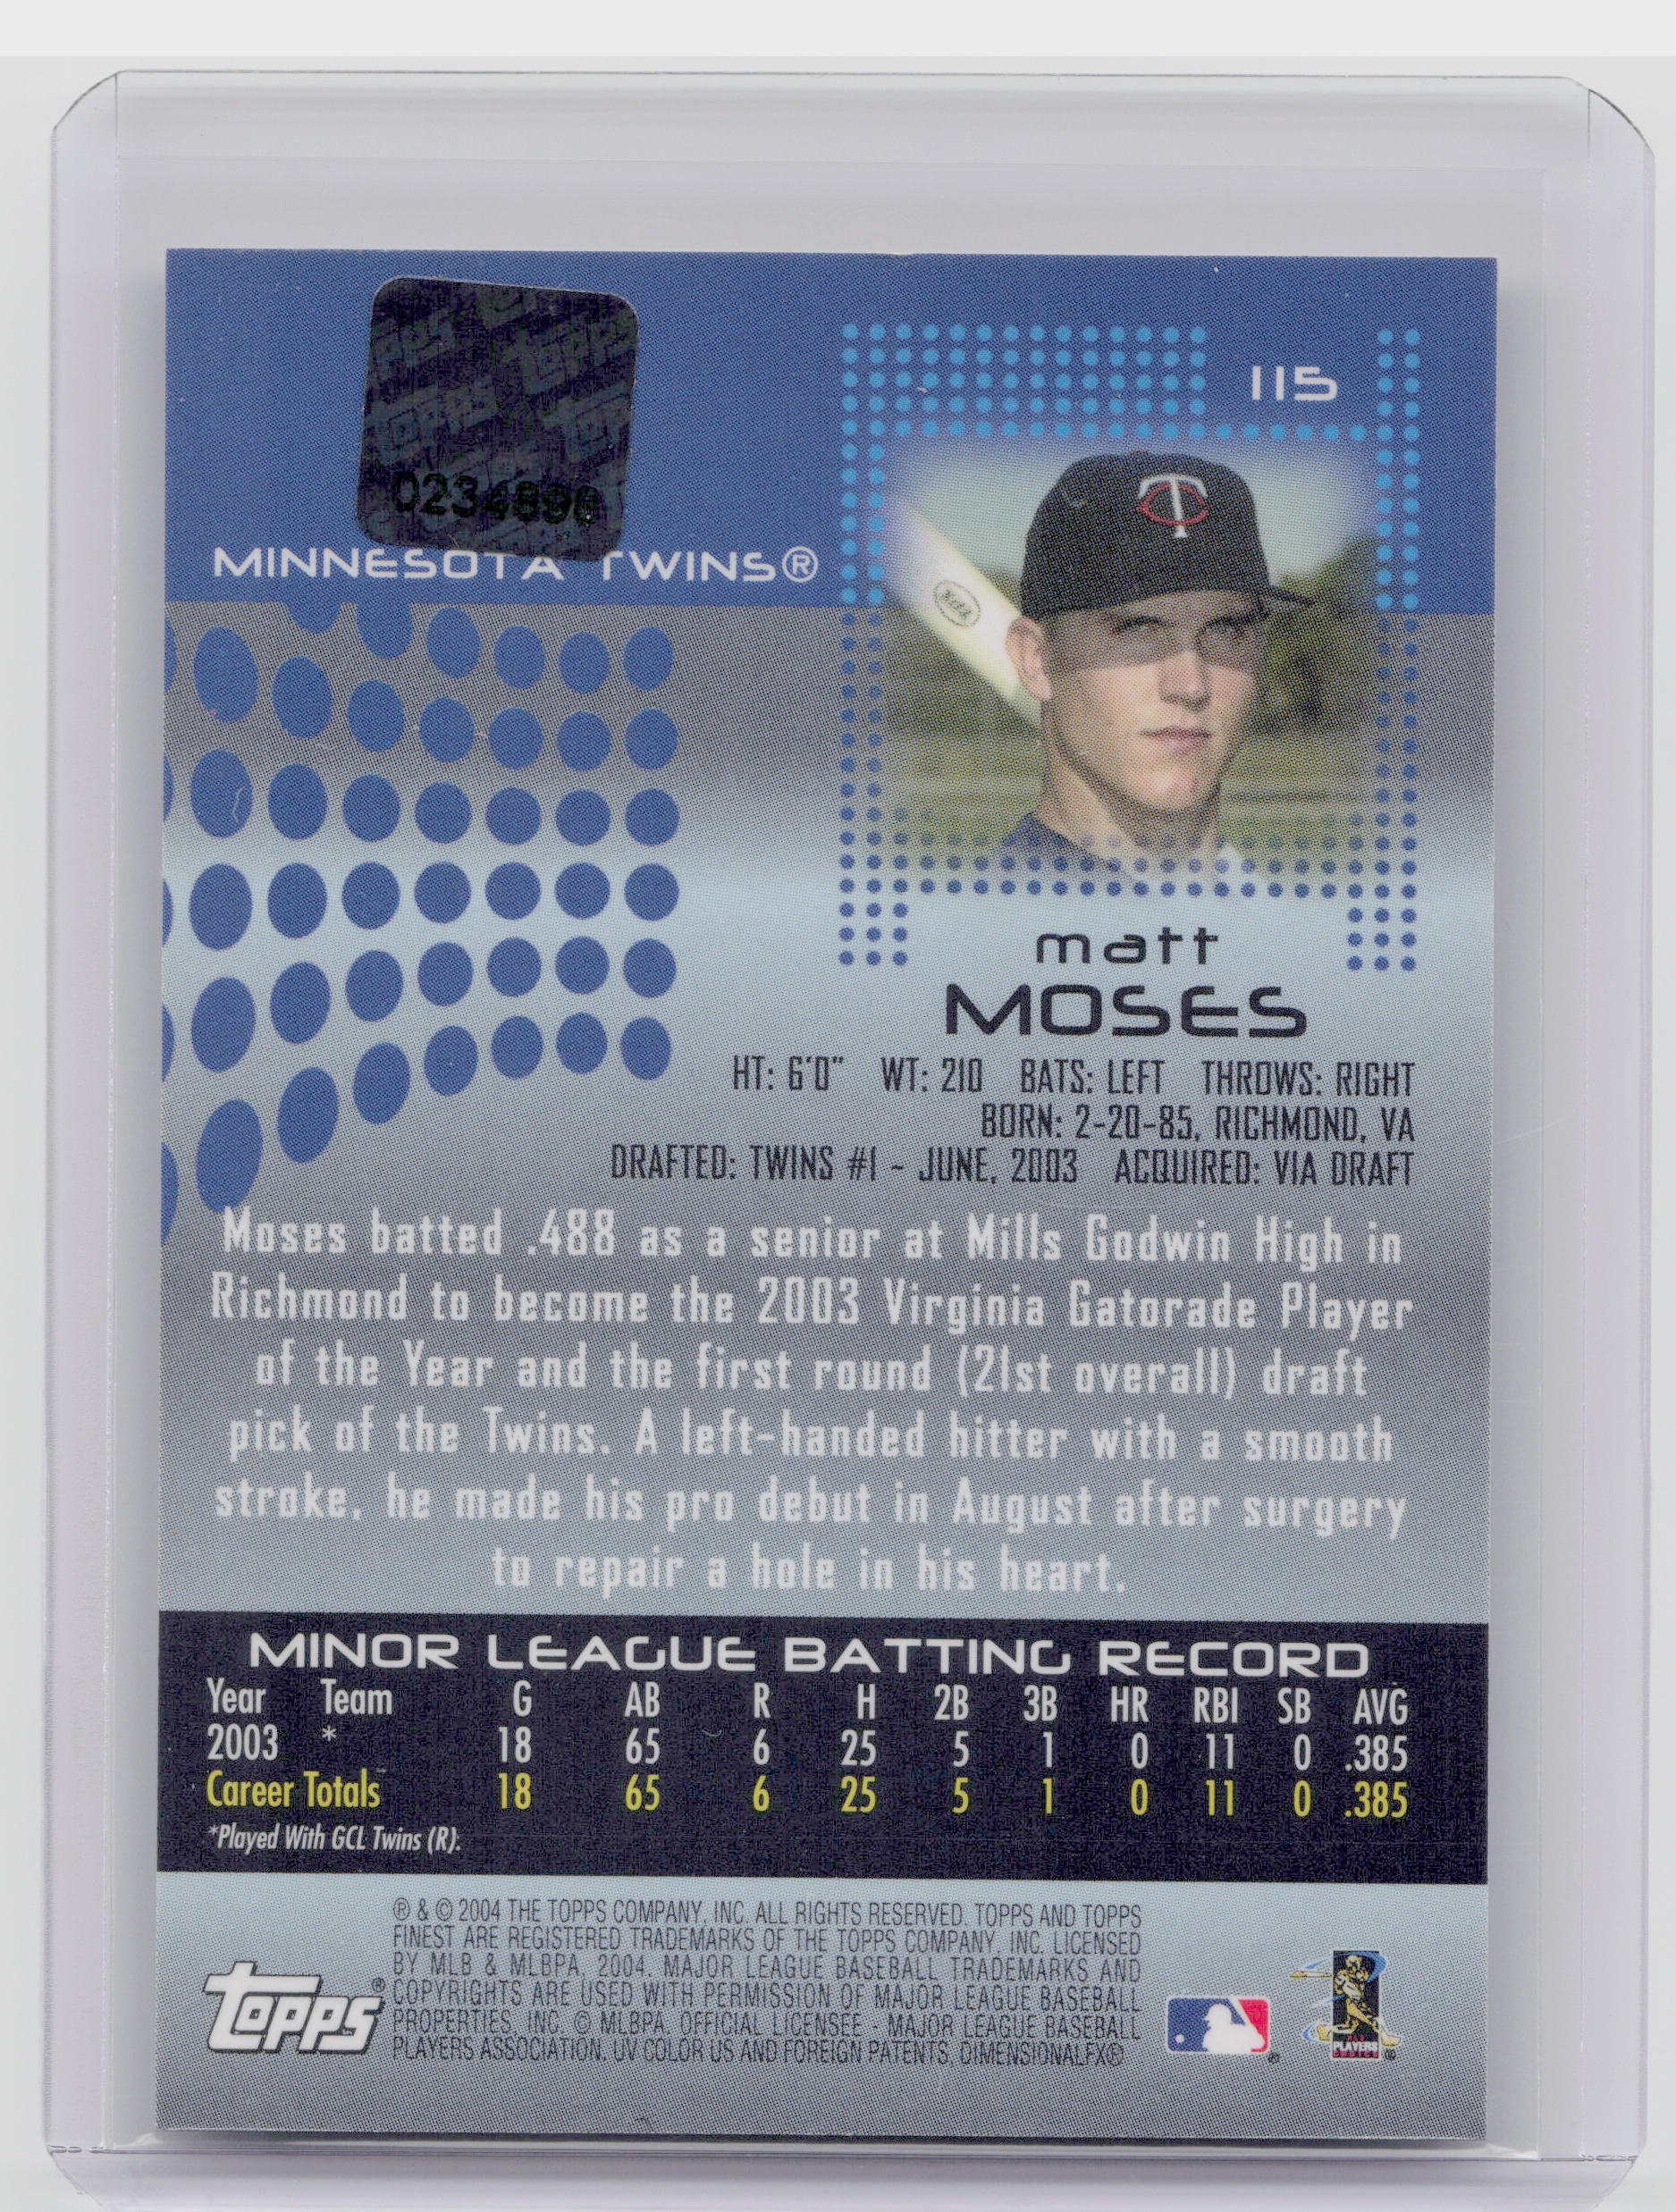 115
Topps
Topps
Topps
Topps
MINNESOTA TWINS®
matt
MOSES
HT: 6'0" WT: 210 BATS: LEFT THROWS: RIGHT
BORN: 2-20-85, RICHMOND, VA
DRAFTED: TWINS #1 - JUNE, 2003 ACQUIRED: VIA DRAFT
Moses batted .488 as a senior at Mills Godwin High in
Richmond to become the 2003 Virginia Gatorade Player
of the Year and the first round (21st overall) draft
pick of the Twins. A left-handed hitter with a smooth
stroke, he made his pro debut in August after surgery
to repair a hole in his heart.
MINOR LEAGUE BATTING RECORD
Year Team G AB R H 2B 3B HR RBI SB AVG
2003 * 18 65 6 25 5 1 0 11 0 .385
Career Totals 18 65 6 25 5 1 0 11 0 .385
*Played With GCL Twins (R).
® & © 2004 THE TOPPS COMPANY, INC. ALL RIGHTS RESERVED. TOPPS AND TOPPS
FINEST ARE REGISTERED TRADEMARKS OF THE TOPPS COMPANY, INC. LICENSED
BY MLB & MLBPA, 2004. MAJOR LEAGUE BASEBALL TRADEMARKS AND
COPYRIGHTS ARE USED WITH PERMISSION OF MAJOR LEAGUE BASEBALL
PROPERTIES, INC. © MLBPA, OFFICIAL LICENSEE - MAJOR LEAGUE BASEBALL
PLAYERS ASSOCIATION. UV COLOR US AND FOREIGN PATENTS, DIMENSIONALFX®
Topps®
PLAYERS